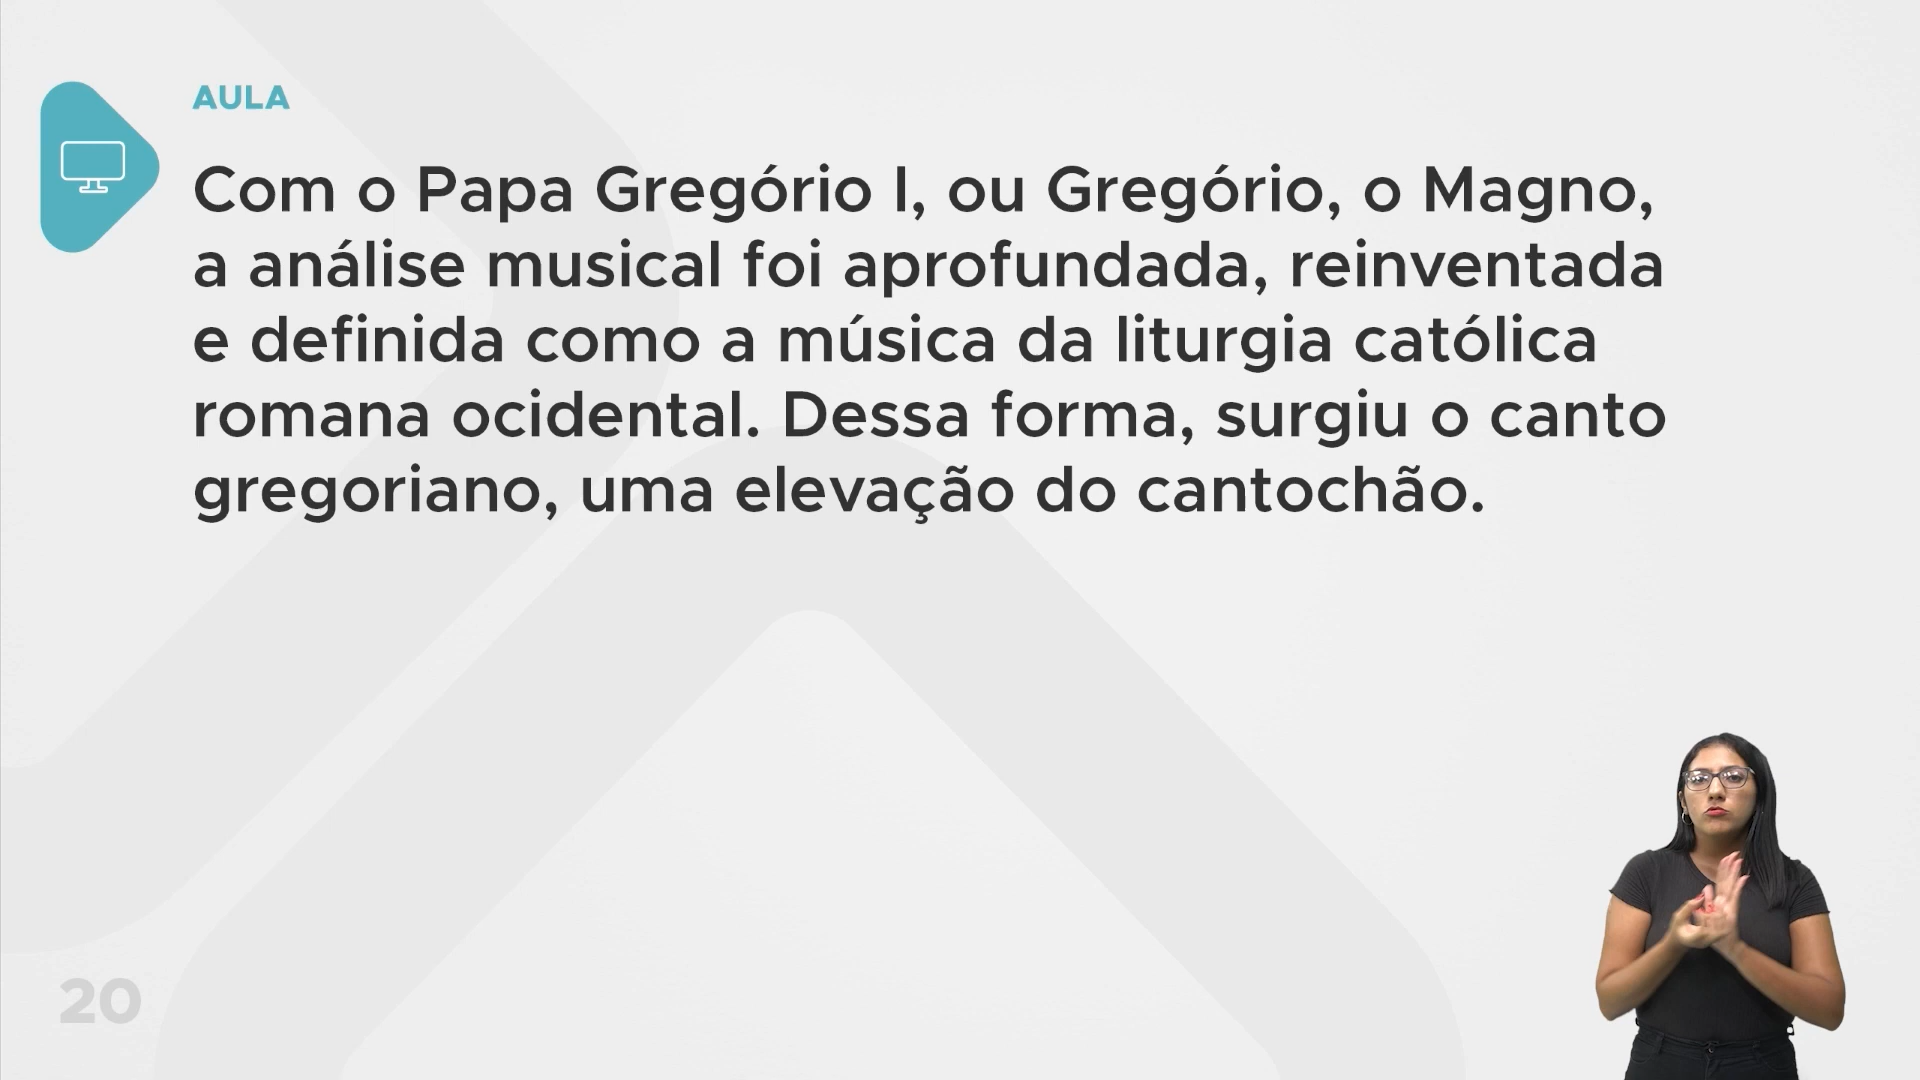 AULA
Com o Papa Gregório I, ou Gregório, o Magno,
a análise musical foi aprofundada, reinventada
e definida como a música da liturgia católica
romana ocidental. Dessa forma, surgiu o canto
gregoriano, uma elevação do cantochão.
20